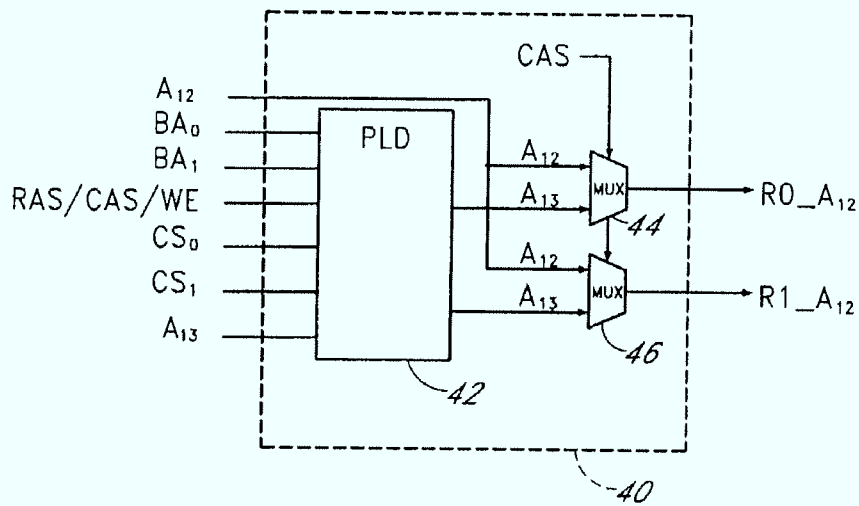 CAS
A₁₂
BA₀
BA₁
RAS/CAS/WE
CS₀
CS₁
A₁₃
PLD
A₁₂
A₁₃
MUX
44
R0_A₁₂
A₁₂
A₁₃
MUX
46
R1_A₁₂
42
40